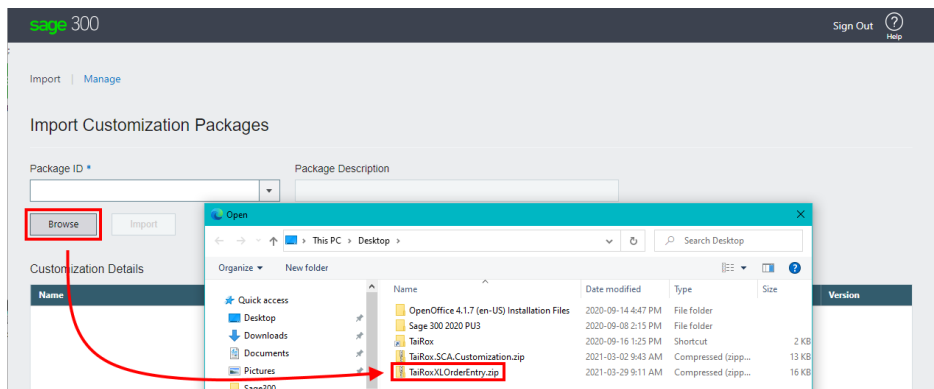 sage 300
Sign Out
Help
Import | Manage
Import Customization Packages
Package ID *
Package Description
Browse
Import
Open
This PC > Desktop >
Search Desktop
Organize
New folder
Customization Details
Name
Version
Name
Date modified
Type
Size
Quick access
Desktop
Downloads
Documents
Pictures
Sage300
OpenOffice 4.1.7 (en-US) Installation Files 2020-09-14 4:47 PM File folder
Sage 300 2020 PU3 2020-09-08 2:15 PM File folder
TaiRox 2020-09-16 1:25 PM Shortcut 2 KB
TaiRox.SCA.Customization.zip 2021-03-02 9:43 AM Compressed (zipp... 13 KB
TaiRoxXLOrderEntry.zip 2021-03-29 9:11 AM Compressed (zipp... 16 KB